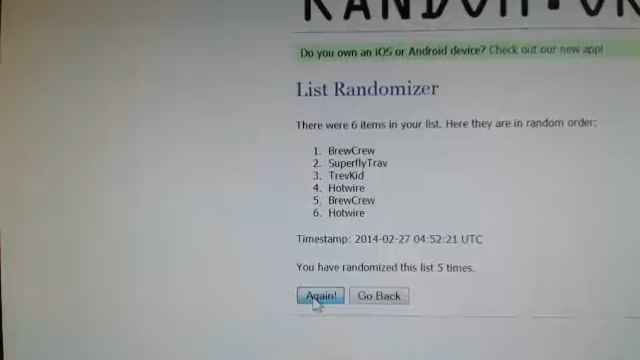 RANDOM.OR
Do you own an iOS or Android device? Check out our new app!
List Randomizer
There were 6 items in your list. Here they are in random order:
1. BrewCrew
2. SuperflyTrav
3. TrevKid
4. Hotwire
5. BrewCrew
6. Hotwire
Timestamp: 2014-02-27 04:52:21 UTC
You have randomized this list 5 times.
Again! Go Back